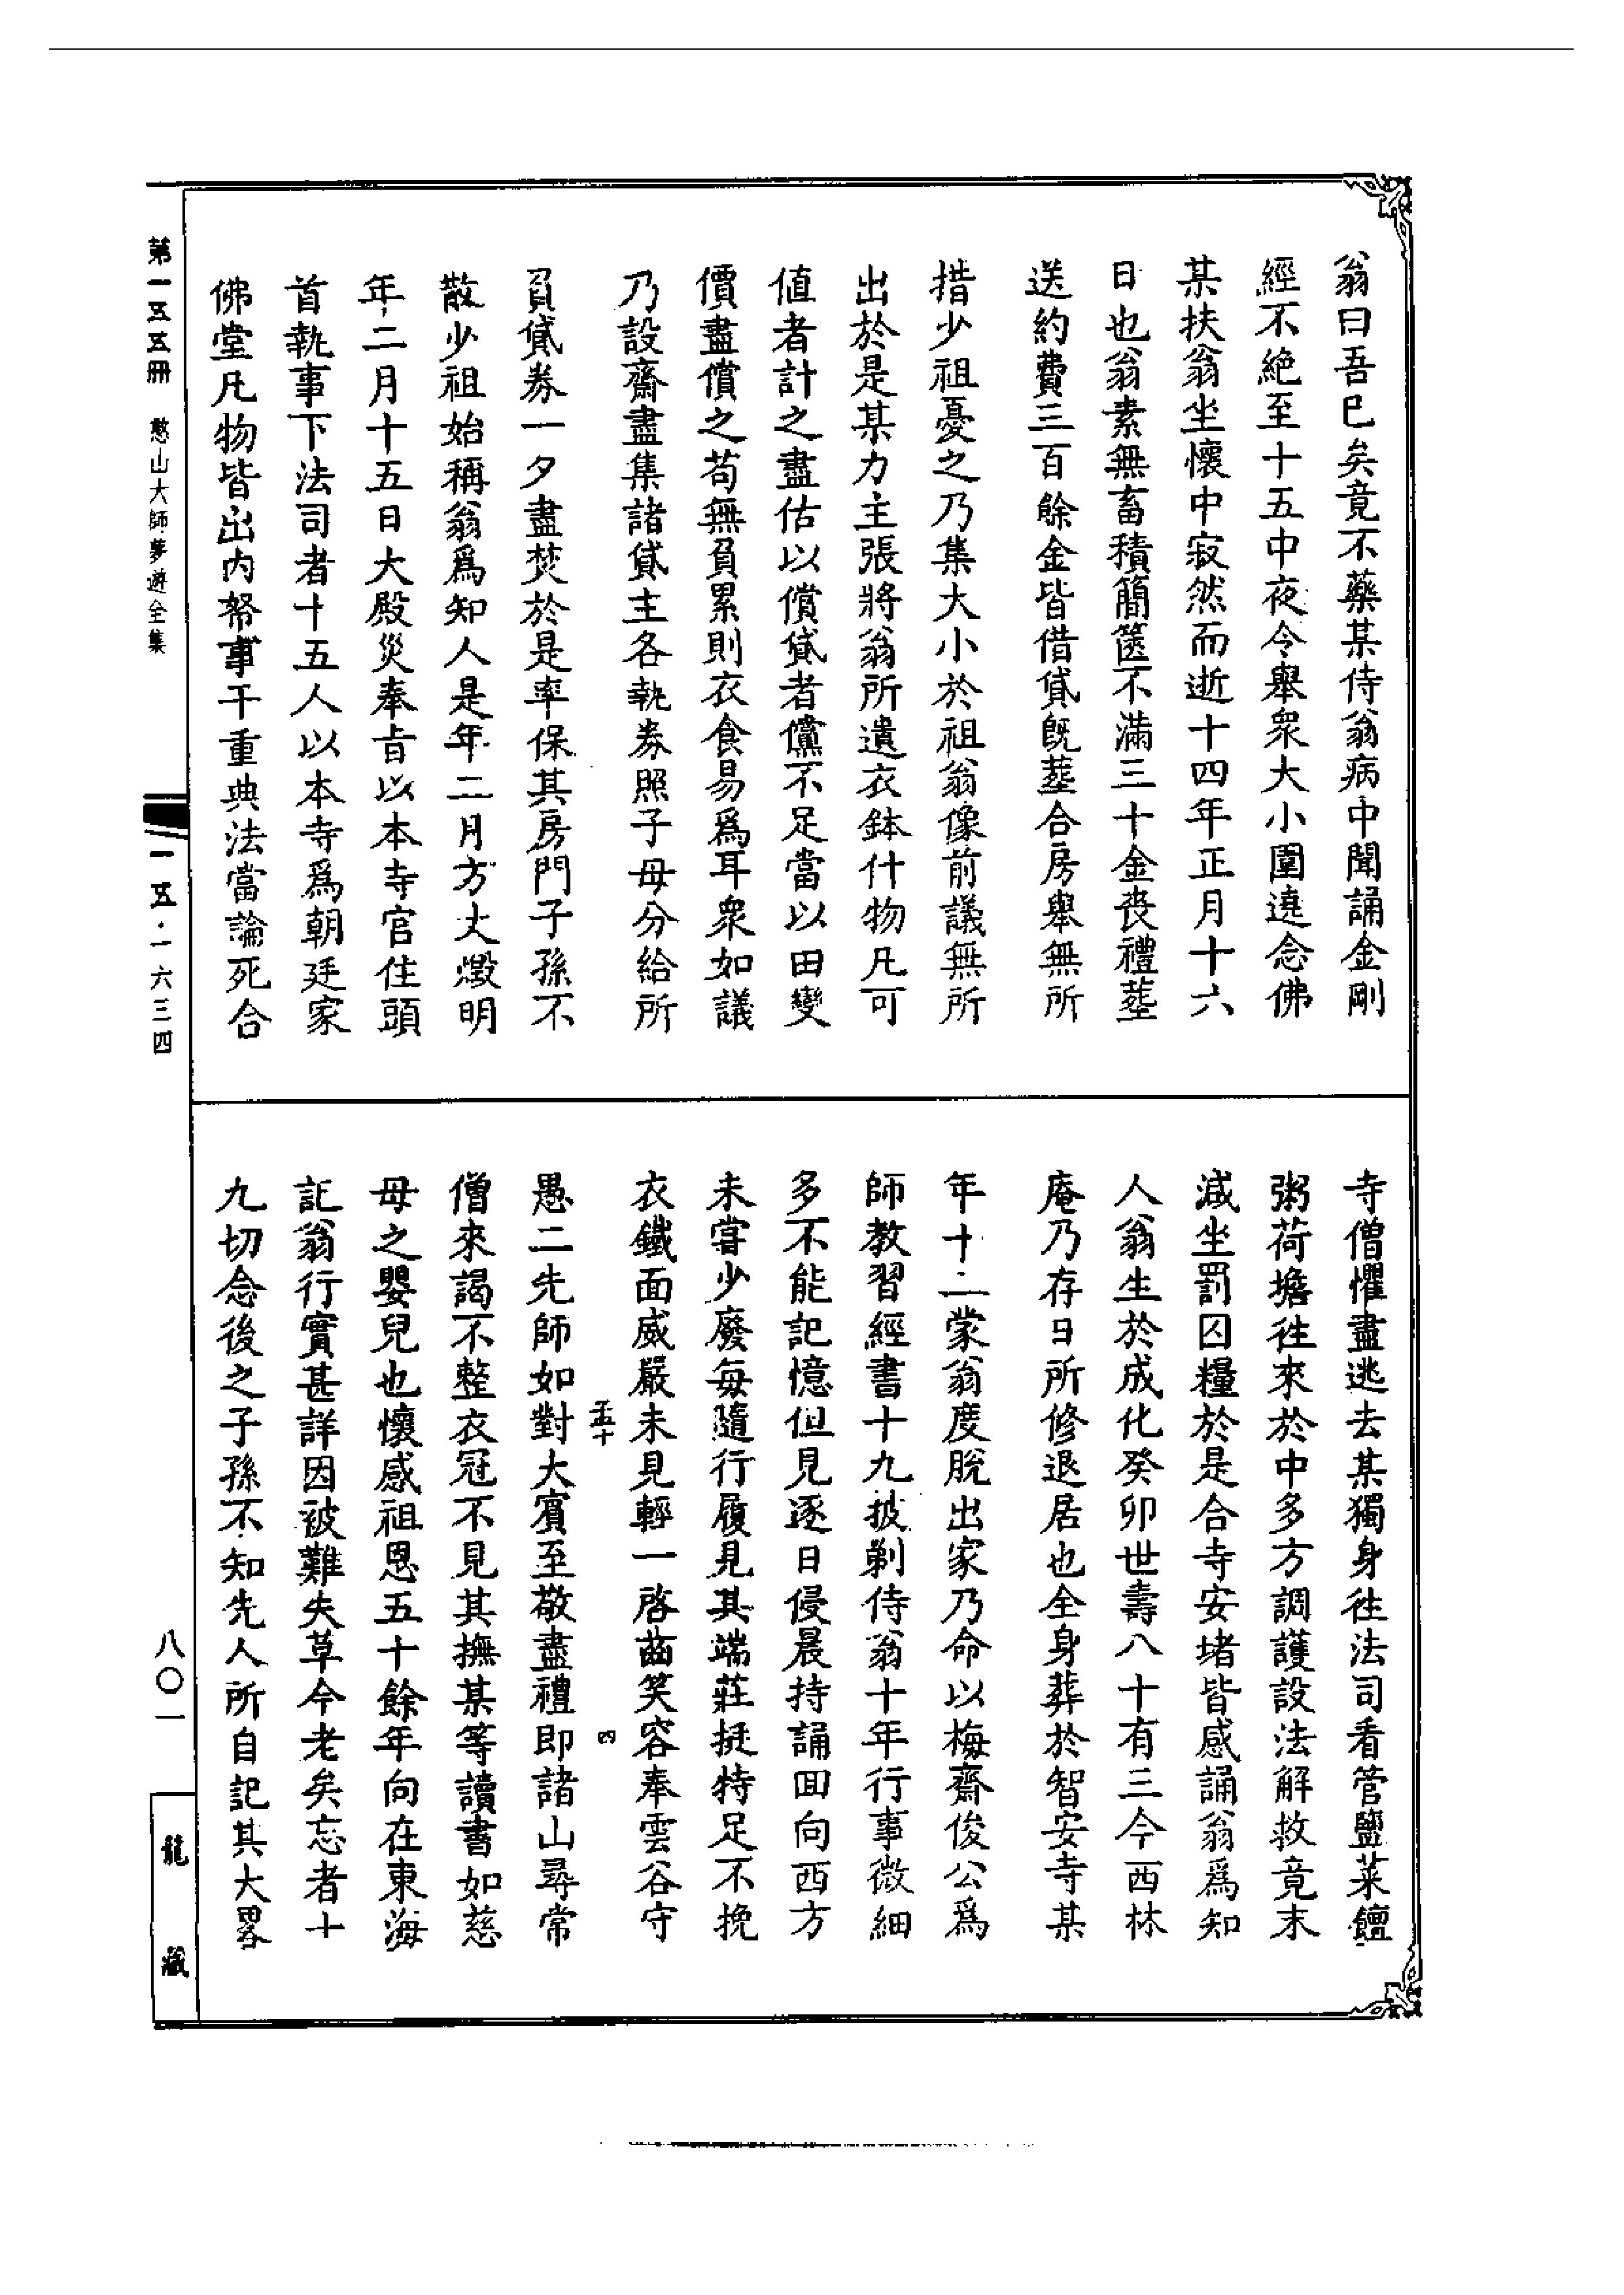 翁曰吾巳矣竟不藥某侍翁病中聞誦金剛
經不絶至十五中夜令舉衆大小圍遶念佛
某扶翁坐懷中寂然而逝十四年正月十六
日也翁素無畜積簡篋不滿三十金喪禮塟
送約費三百餘金皆借貸旣塟合房舉無所
措少祖憂之乃集大小於祖翁像前議無所
出於是某力主張將翁所遺衣鉢什物凡可
值者計之盡估以償貸者儻不足當以田變
價盡償之苟無負累則衣食易爲耳衆如議
乃設齋盡集諸貸主各執券照子母分給所
負貸券一夕盡焚於是率保其房門子孫不
散少祖始稱翁爲知人是年二月方丈燬明
年二月十五日大殿災奉旨以本寺官住頭
首執事下法司者十五人以本寺爲朝廷家
佛堂凡物皆出内帑事干重典法當論死合
寺僧懼盡逃去某獨身徃法司看管鹽菜饘
粥荷擔徃來於中多方調護設法解救竟末
減坐罰囚糧於是合寺安堵皆感誦翁爲知
人翁生於成化癸卯世壽八十有三今西林
庵乃存日所修退居也全身葬於智安寺某
年十二蒙翁度脫出家乃命以梅齋俊公爲
師教習經書十九披剃侍翁十年行事微細
多不能記憶但見逐日侵晨持誦回向西方
未嘗少廢每隨行履見其端莊挺特足不挽
衣鐵面威嚴未見輕一啓齒笑容奉雲谷守
五十
四
愚二先師如對大賓至敬盡禮即諸山尋常
僧來謁不整衣冠不見其撫某等讀書如慈
母之嬰兒也懷感祖恩五十餘年向在東海
記翁行實甚詳因被難失草今老矣忘者十
九切念後之子孫不知先人所自記其大畧
第一五五冊　憨山大師夢遊全集
一五·一六三四
八〇一
龍藏